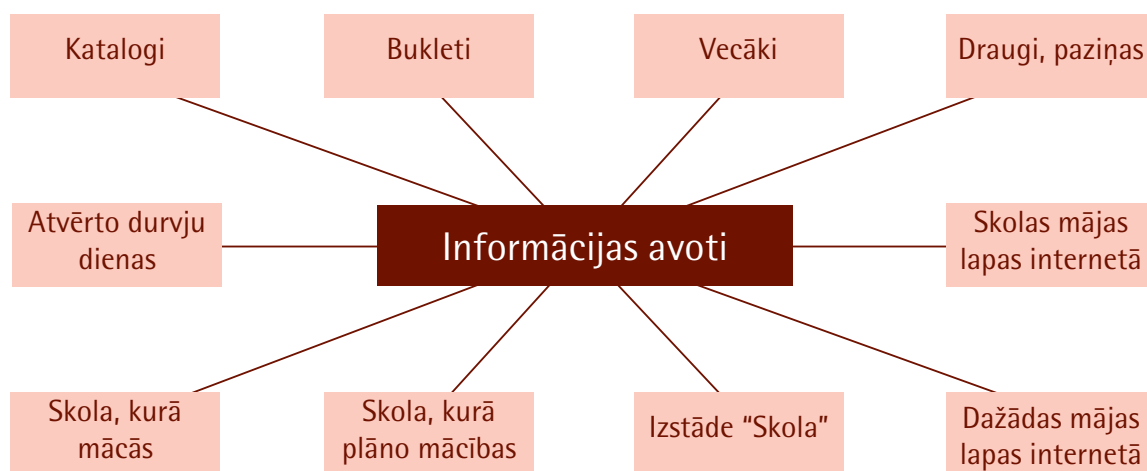 Katalogi
Bukleti
Vecāki
Draugi, paziņas
Atvērto durvju
dienas
Informācijas avoti
Skolas mājas
lapas internetā
Skola, kurā
mācās
Skola, kurā
plāno mācības
Izstāde “Skola”
Dažādas mājas
lapas internetā